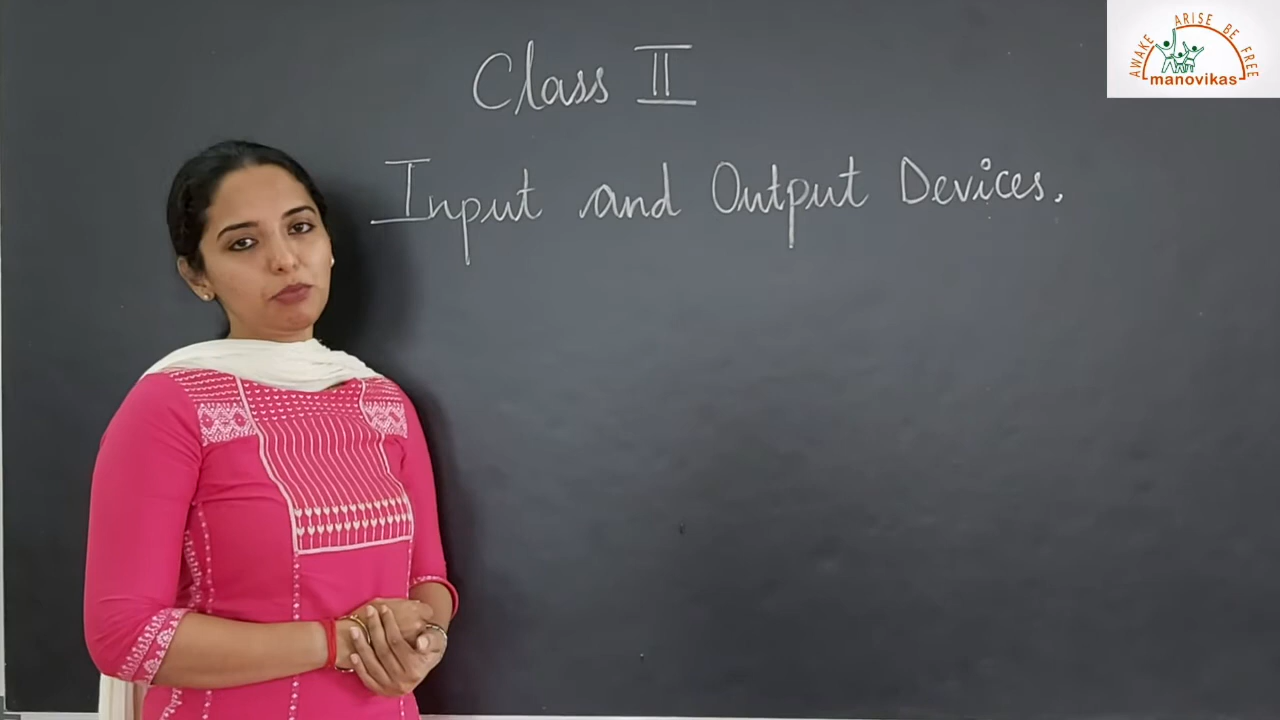 AWAKE ARISE BE FREE
manovikas
Class II
Input and Output Devices.